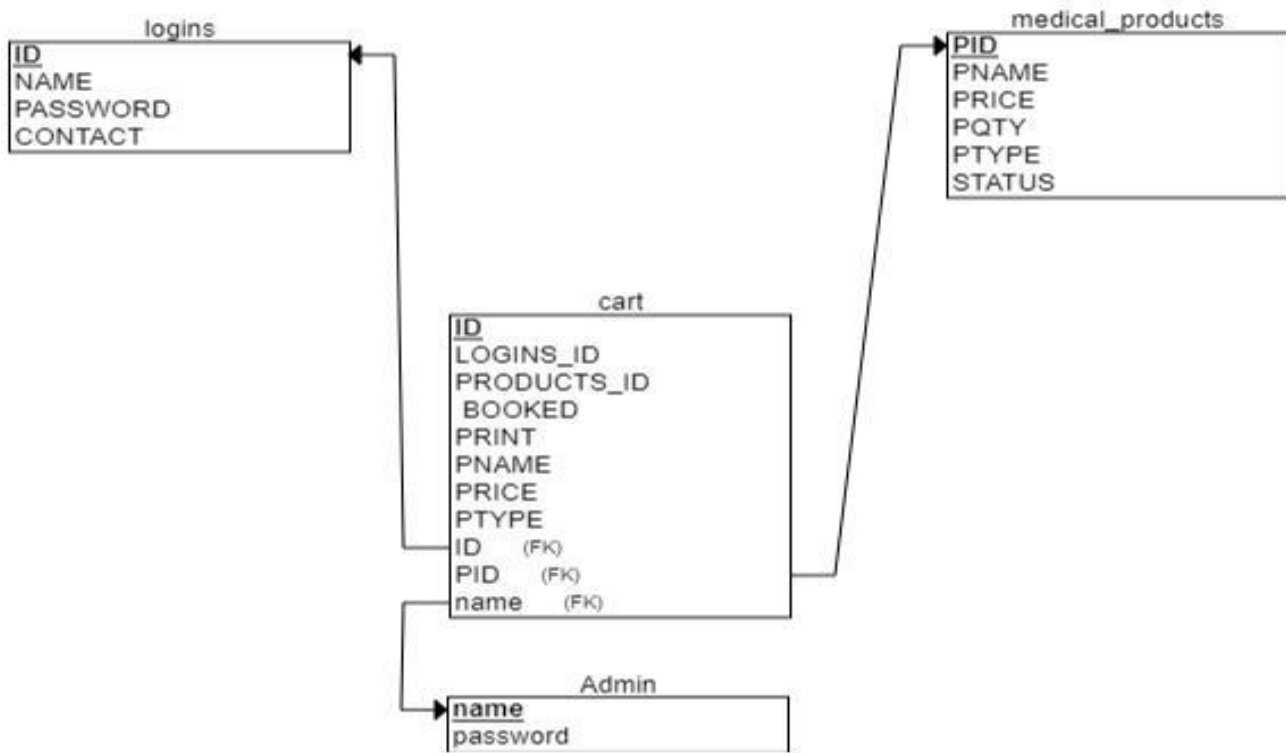 logins
ID
NAME
PASSWORD
CONTACT
medical_products
PID
PNAME
PRICE
PQTY
PTYPE
STATUS
cart
ID
LOGINS_ID
PRODUCTS_ID
BOOKED
PRINT
PNAME
PRICE
PTYPE
ID (FK)
PID (FK)
name (FK)
Admin
name
password